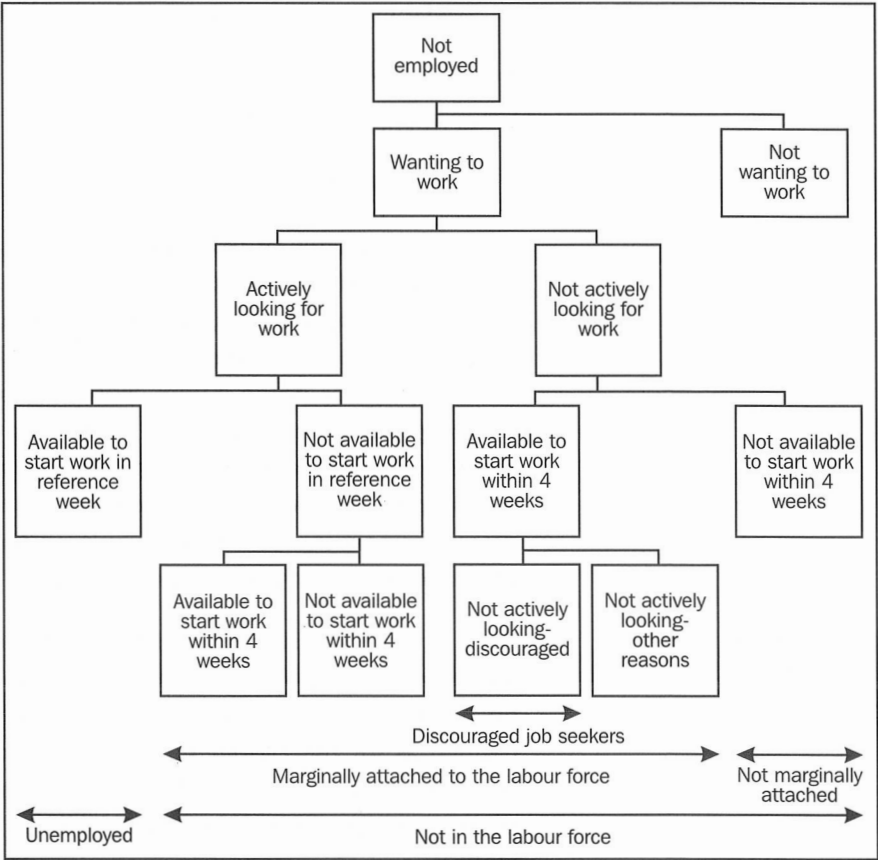 Not
employed
Wanting to
work
Not
wanting to
work
Actively
looking for
work
Not actively
looking for
work
Available to
start work in
reference
week
Not available
to start work
in reference
week
Available to
start work
within 4
weeks
Not available
to start work
within 4
weeks
Available to
start work
within 4
weeks
Not available
to start work
within 4
weeks
Not actively
looking-
discouraged
Not actively
looking-
other
reasons
Discouraged job seekers
Marginally attached to the labour force
Not marginally
attached
Unemployed
Not in the labour force